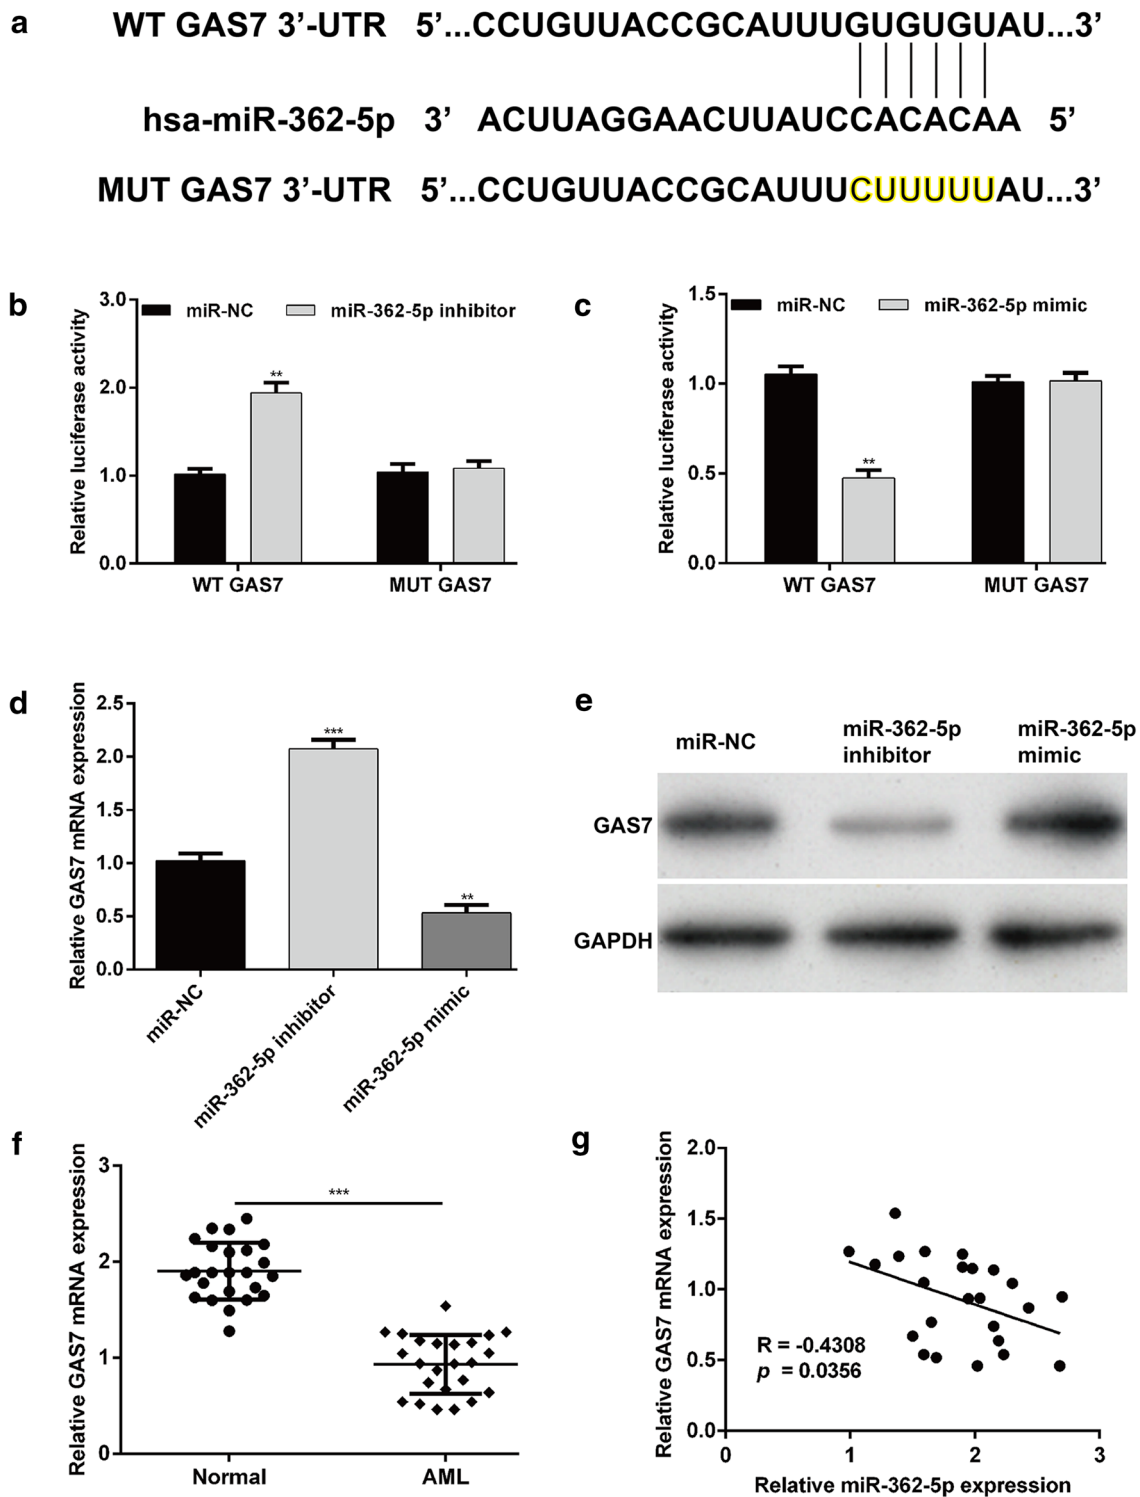 a
WT GAS7 3’-UTR 5’...CCUGUUACCGCAUUUGUGUGUAU...3’
hsa-miR-362-5p 3’ ACUUAGGAACUUAUCCACACAA 5’
MUT GAS7 3’-UTR 5’...CCUGUUACCGCAUUUCUUUUUAU...3’
b
miR-NC miR-362-5p inhibitor
Relative luciferase activity
3.0
2.0
1.0
0.0
**
WT GAS7 MUT GAS7
c
miR-NC miR-362-5p mimic
Relative luciferase activity
1.5
1.0
0.5
0.0
**
WT GAS7 MUT GAS7
d
Relative GAS7 mRNA expression
2.5
2.0
1.5
1.0
0.5
0.0
***
**
miR-NC
miR-362-5p inhibitor
miR-362-5p mimic
e
miR-NC
miR-362-5p
inhibitor
miR-362-5p
mimic
GAS7
GAPDH
f
Relative GAS7 mRNA expression
3
2
1
0
***
Normal AML
g
Relative GAS7 mRNA expression
2.0
1.5
1.0
0.5
0.0
R = -0.4308
p = 0.0356
0 1 2 3
Relative miR-362-5p expression